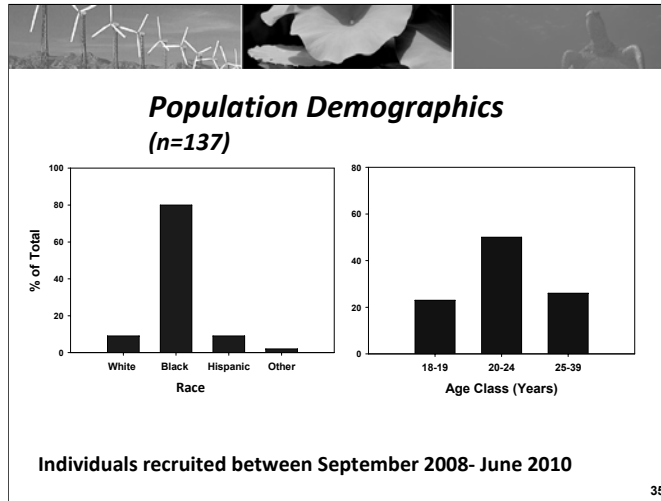 Population Demographics
(n=137)
% of Total
100
80
60
40
20
0
White Black Hispanic Other
Race
80
60
40
20
0
18-19 20-24 25-39
Age Class (Years)
Individuals recruited between September 2008- June 2010
35